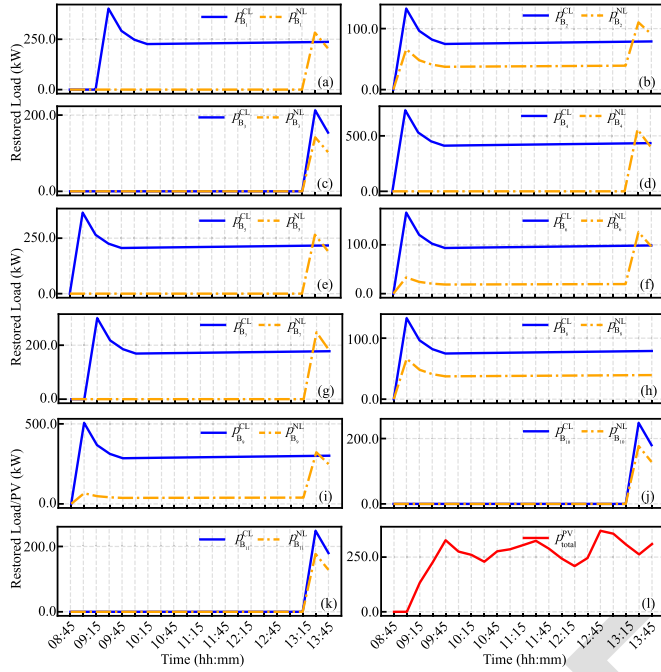 Restored Load (kW)
250.0
0.0
p_{B_1}^{CL} p_{B_1}^{NL}
(a)
100.0
0.0
p_{B_2}^{CL} p_{B_2}^{NL}
(b)
200.0
0.0
p_{B_3}^{CL} p_{B_3}^{NL}
(c)
500.0
0.0
p_{B_4}^{CL} p_{B_4}^{NL}
(d)
Restored Load (kW)
250.0
0.0
p_{B_5}^{CL} p_{B_5}^{NL}
(e)
100.0
0.0
p_{B_6}^{CL} p_{B_6}^{NL}
(f)
200.0
0.0
p_{B_7}^{CL} p_{B_7}^{NL}
(g)
100.0
0.0
p_{B_8}^{CL} p_{B_8}^{NL}
(h)
Restored Load/PV (kW)
500.0
0.0
p_{B_9}^{CL} p_{B_9}^{NL}
(i)
200.0
0.0
p_{B_{10}}^{CL} p_{B_{10}}^{NL}
(j)
200.0
0.0
p_{B_{11}}^{CL} p_{B_{11}}^{NL}
(k)
250.0
0.0
p_{total}^{PV}
(l)
08:45 09:15 09:45 10:15 10:45 11:15 11:45 12:15 12:45 13:15 13:45
Time (hh:mm)
08:45 09:15 09:45 10:15 10:45 11:15 11:45 12:15 12:45 13:15 13:45
Time (hh:mm)